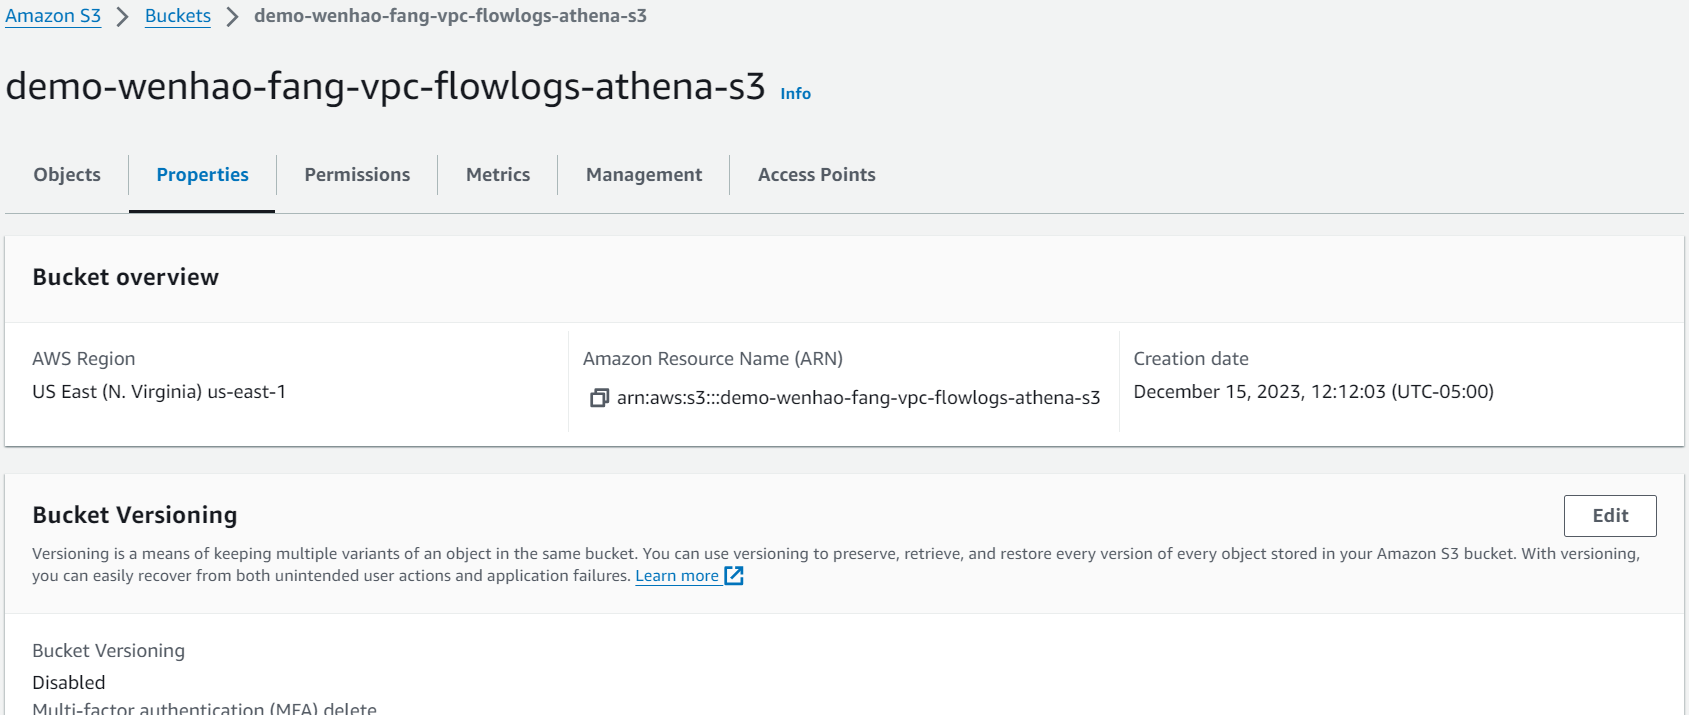 Amazon S3 > Buckets > demo-wenhao-fang-vpc-flowlogs-athena-s3
demo-wenhao-fang-vpc-flowlogs-athena-s3 Info
Objects Properties Permissions Metrics Management Access Points
Bucket overview
AWS Region
US East (N. Virginia) us-east-1
Amazon Resource Name (ARN)
arn:aws:s3:::demo-wenhao-fang-vpc-flowlogs-athena-s3
Creation date
December 15, 2023, 12:12:03 (UTC-05:00)
Bucket Versioning
Edit
Versioning is a means of keeping multiple variants of an object in the same bucket. You can use versioning to preserve, retrieve, and restore every version of every object stored in your Amazon S3 bucket. With versioning,
you can easily recover from both unintended user actions and application failures. Learn more
Bucket Versioning
Disabled
Multi-factor authentication (MFA) delete